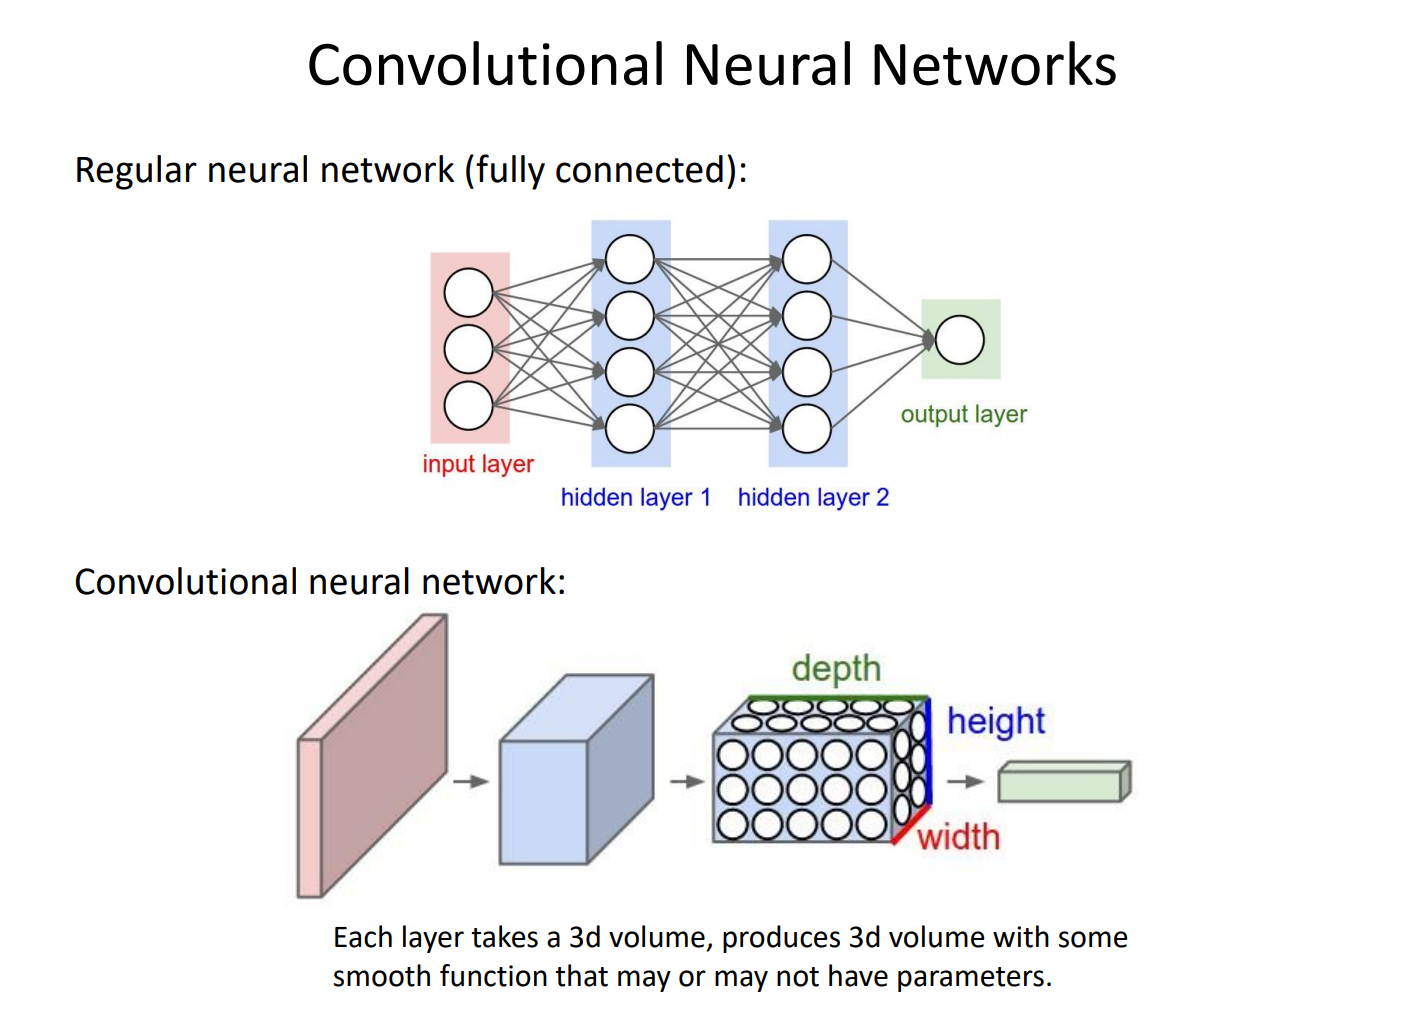 Convolutional Neural Networks
Regular neural network (fully connected):
input layer
hidden layer 1
hidden layer 2
output layer
Convolutional neural network:
depth
height
width
Each layer takes a 3d volume, produces 3d volume with some
smooth function that may or may not have parameters.